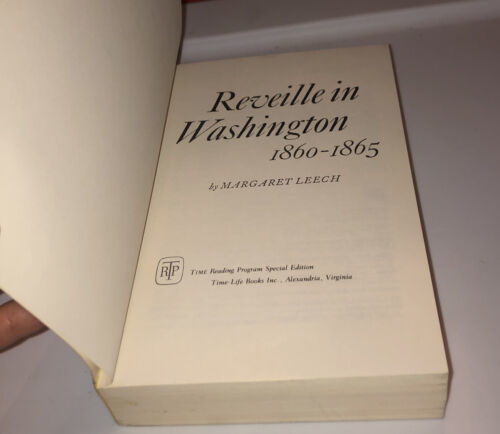 Reveille in
Washington
1860-1865
by MARGARET LEECH
RTP
TIME Reading Program Special Edition
Time-Life Books Inc., Alexandria, Virginia